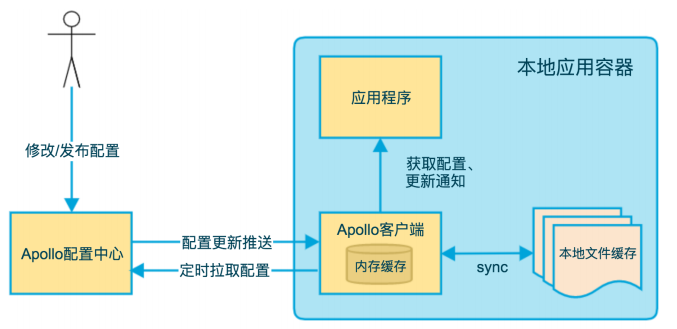 本地应用容器
应用程序
修改/发布配置
获取配置、
更新通知
Apollo配置中心
配置更新推送
定时拉取配置
Apollo客户端
内存缓存
sync
本地文件缓存